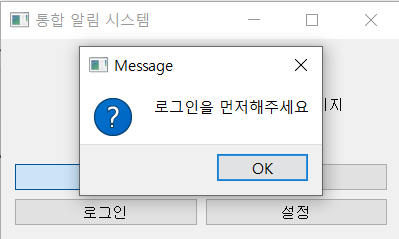 통합 알림 시스템
Message
로그인을 먼저해주세요
OK
로그인
설정